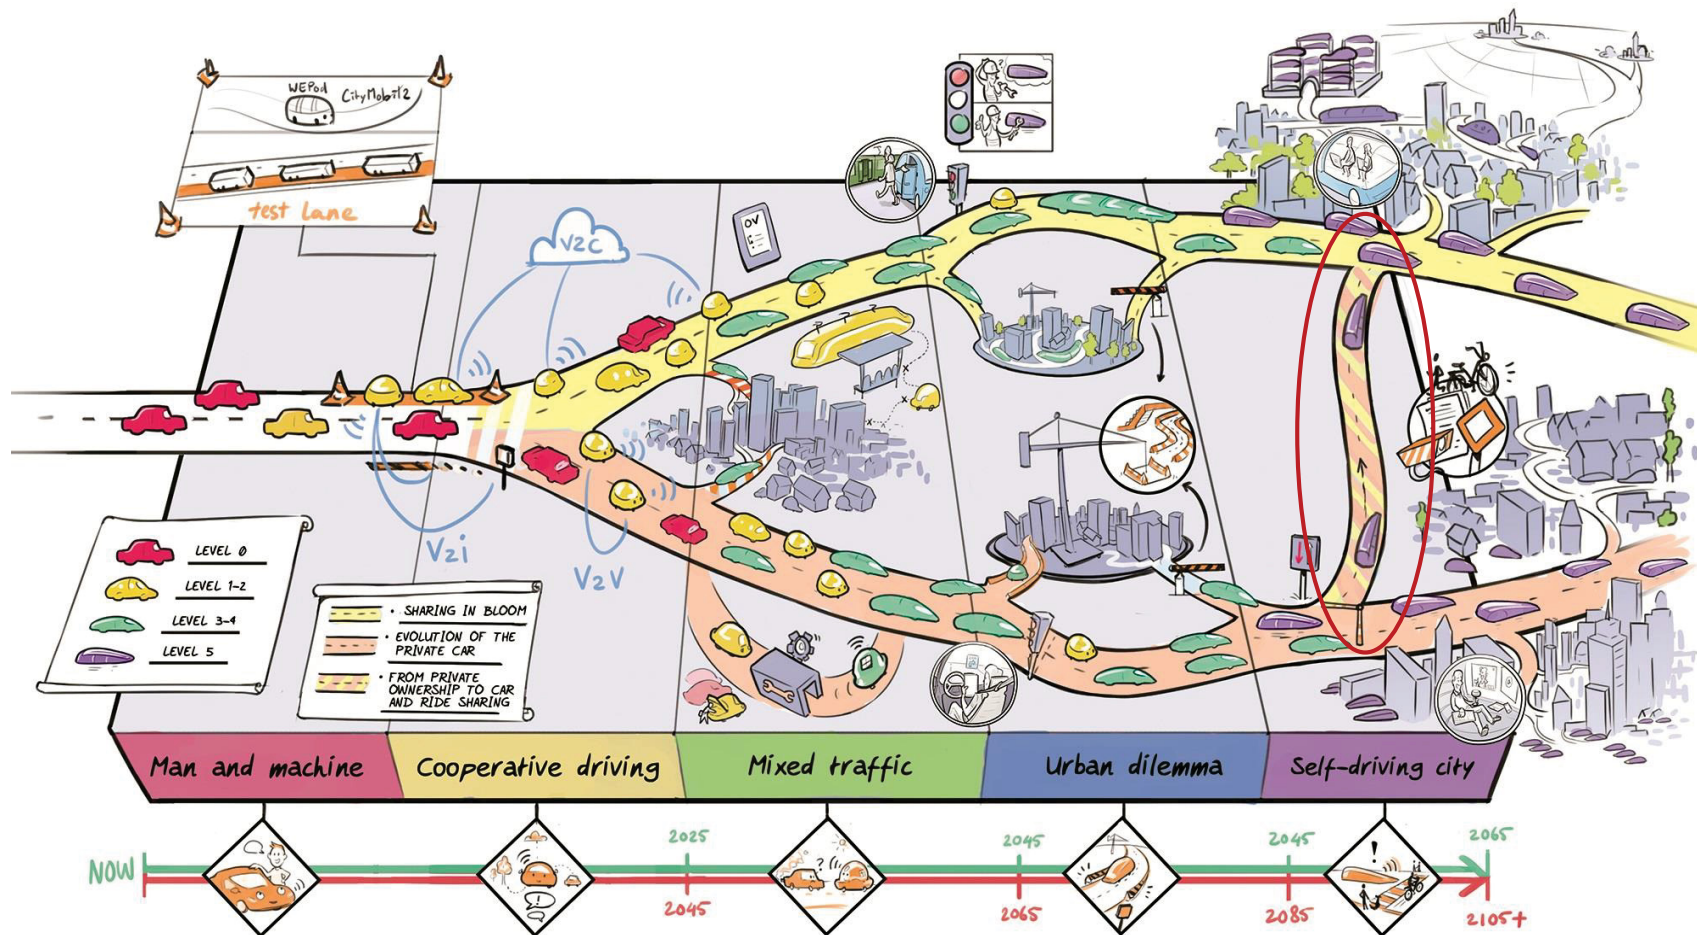 WEPod
CityMobil2
test lane
V2C
OV
V2i
V2V
LEVEL 0
LEVEL 1-2
LEVEL 3-4
LEVEL 5
• SHARING IN BLOOM
• EVOLUTION OF THE
PRIVATE CAR
• FROM PRIVATE
OWNERSHIP TO CAR
AND RIDE SHARING
Man and machine
Cooperative driving
Mixed traffic
Urban dilemma
Self-driving city
NOW
2025
2045
2045
2065
2045
2065
2085
2105+